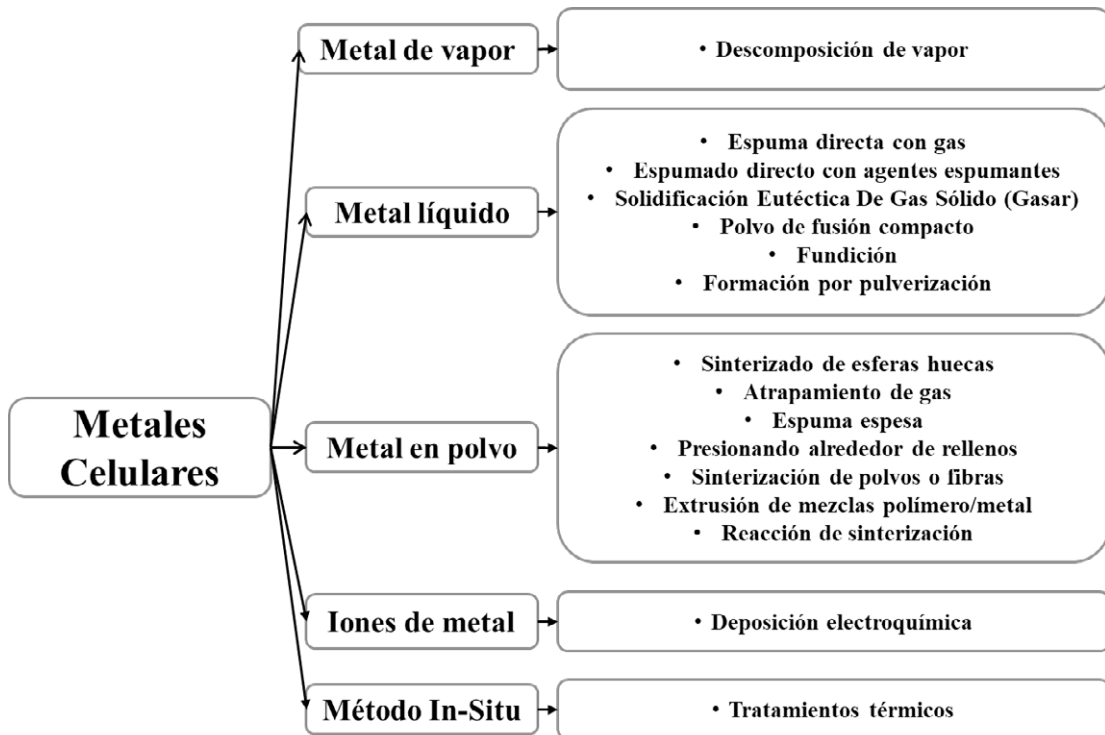 Metales
Celulares
Metal de vapor
• Descomposición de vapor
Metal líquido
• Espuma directa con gas
• Espumado directo con agentes espumantes
• Solidificación Eutéctica De Gas Sólido (Gasar)
• Polvo de fusión compacto
• Fundición
• Formación por pulverización
Metal en polvo
• Sinterizado de esferas huecas
• Atrapamiento de gas
• Espuma espesa
• Presionando alrededor de rellenos
• Sinterización de polvos o fibras
• Extrusión de mezclas polímero/metal
• Reacción de sinterización
Iones de metal
• Deposición electroquímica
Método In-Situ
• Tratamientos térmicos